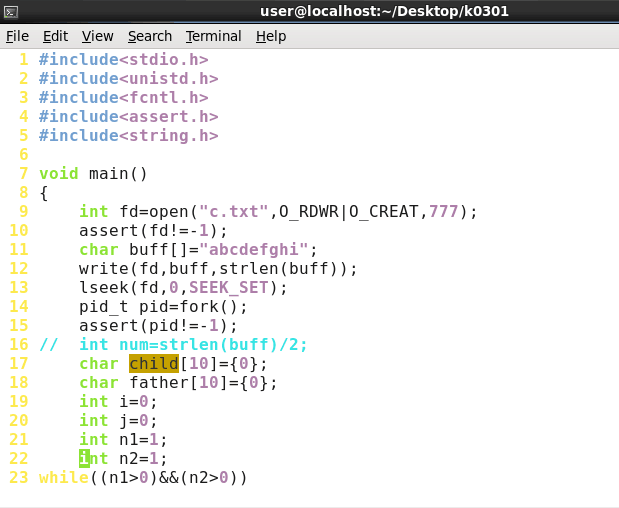 user@localhost:~/Desktop/k0301
File Edit View Search Terminal Help
1 #include<stdio.h>
2 #include<unistd.h>
3 #include<fcntl.h>
4 #include<assert.h>
5 #include<string.h>
6
7 void main()
8 {
9     int fd=open("c.txt",O_RDWR|O_CREAT,777);
10     assert(fd!=-1);
11     char buff[]="abcdefghi";
12     write(fd,buff,strlen(buff));
13     lseek(fd,0,SEEK_SET);
14     pid_t pid=fork();
15     assert(pid!=-1);
16 //  int num=strlen(buff)/2;
17     char child[10]={0};
18     char father[10]={0};
19     int i=0;
20     int j=0;
21     int n1=1;
22     int n2=1;
23 while((n1>0)&&(n2>0))